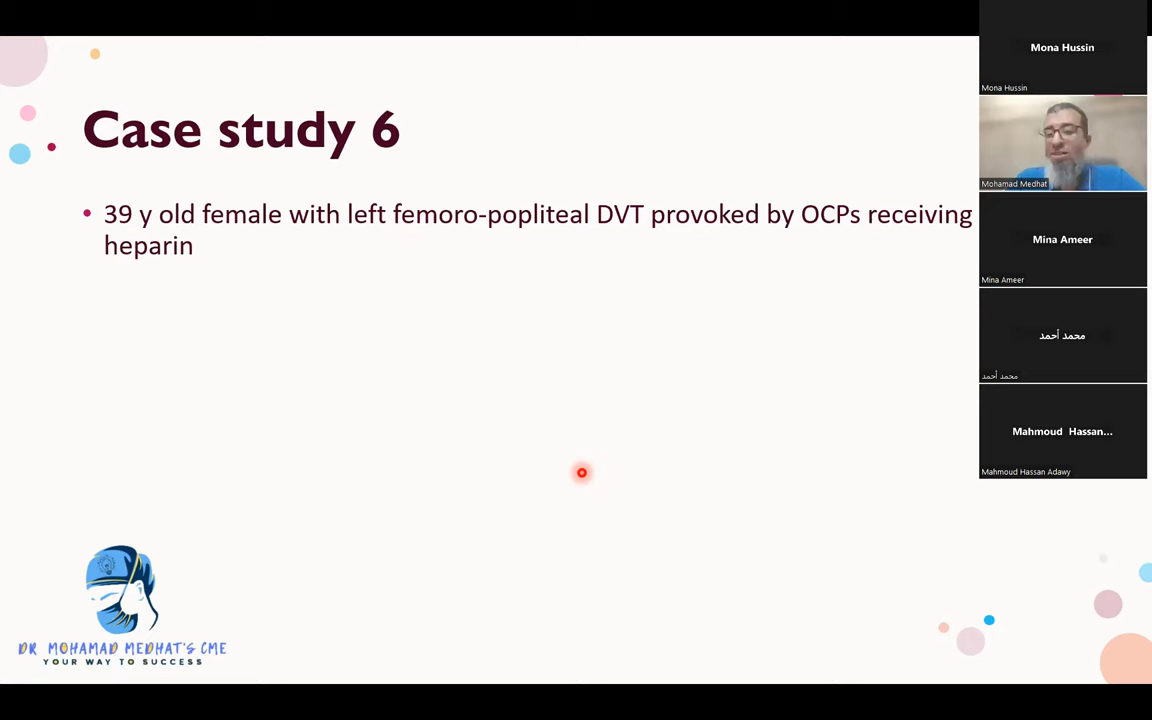 Case study 6
• 39 y old female with left femoro-popliteal DVT provoked by OCPs receiving
heparin
DR MOHAMAD MEDHAT'S CME
YOUR WAY TO SUCCESS
Mona Hussin
Mona Hussin
Mohamad Medhat
Mina Ameer
Mina Ameer
محمد أحمد
محمد أحمد
Mahmoud Hassan...
Mahmoud Hassan Adawy